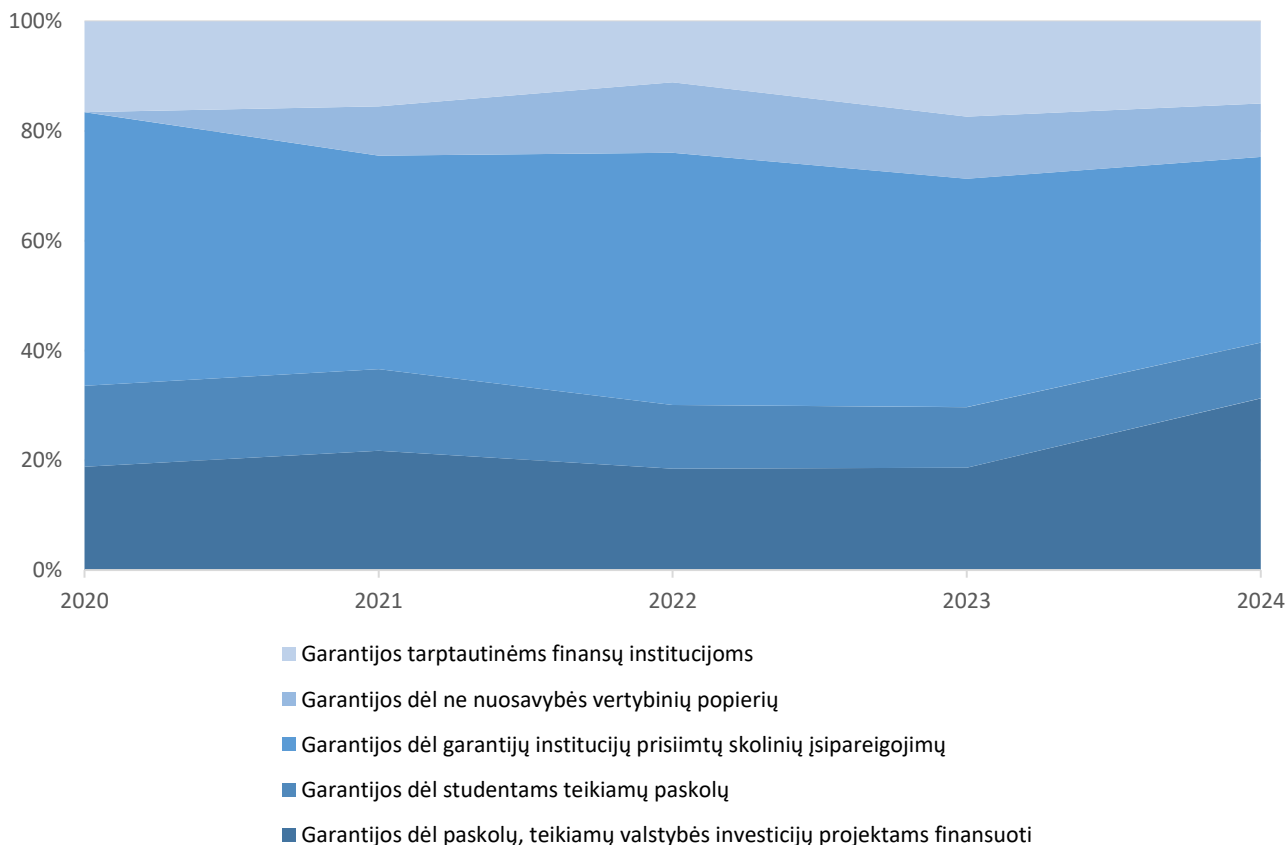 100%
80%
60%
40%
20%
0%
2020 2021 2022 2023 2024
Garantijos tarptautinėms finansų institucijoms
Garantijos dėl ne nuosavybės vertybinių popierių
Garantijos dėl garantijų institucijų prisiimtų skolinių įsipareigojimų
Garantijos dėl studentams teikiamų paskolų
Garantijos dėl paskolų, teikiamų valstybės investicijų projektams finansuoti